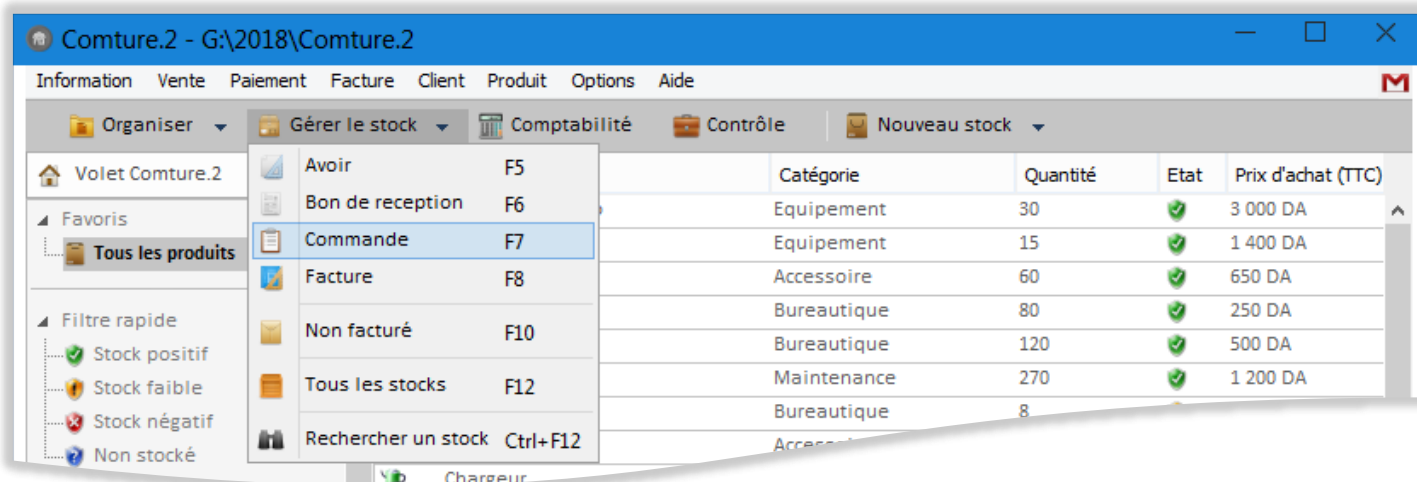 Comture.2 - G:\2018\Comture.2
Information Vente Paiement Facture Client Produit Options Aide
Organiser Gérer le stock Comptabilité Contrôle Nouveau stock
Volet Comture.2
Favoris
Tous les produits
Filtre rapide
Stock positif
Stock faible
Stock négatif
Non stocké
Avoir F5
Bon de reception F6
Commande F7
Facture F8
Non facturé F10
Tous les stocks F12
Rechercher un stock Ctrl+F12
Catégorie Quantité Etat Prix d'achat (TTC)
Equipement 30 3 000 DA
Equipement 15 1 400 DA
Accessoire 60 650 DA
Bureautique 80 250 DA
Bureautique 120 500 DA
Maintenance 270 1 200 DA
Bureautique 8
Chargeur